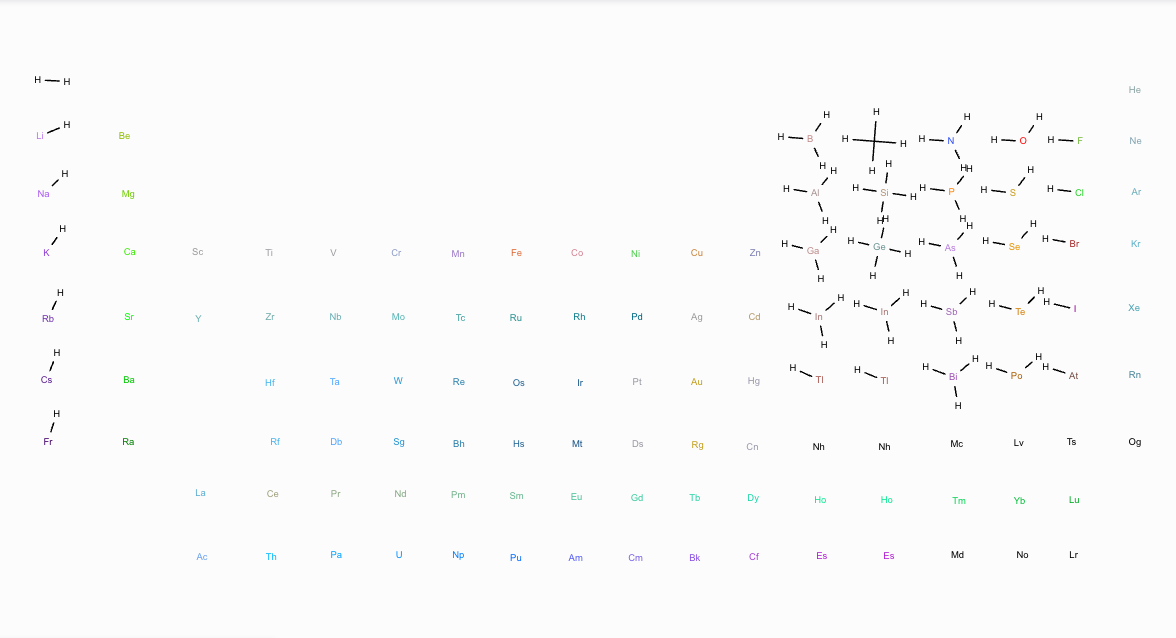 H H
He
Li H
Be
B H H H
H H H H
N H H H
O H H
H F
Ne
Na H
Mg
Al H H H
Si H H H H
P H H H
S H H
H Cl
Ar
K H
Ca Sc Ti V Cr Mn Fe Co Ni Cu Zn
Ga H H H
Ge H H H H
As H H H
Se H H
H Br
Kr
Rb H
Sr Y Zr Nb Mo Tc Ru Rh Pd Ag Cd
In H H H
In H H H
Sb H H H
Te H H
H I
Xe
Cs H
Ba Hf Ta W Re Os Ir Pt Au Hg
H Tl
H Tl
Bi H H H
Po H H
H At
Rn
Fr H
Ra Rf Db Sg Bh Hs Mt Ds Rg Cn Nh Nh Mc Lv Ts Og
La Ce Pr Nd Pm Sm Eu Gd Tb Dy Ho Ho Tm Yb Lu
Ac Th Pa U Np Pu Am Cm Bk Cf Es Es Md No Lr